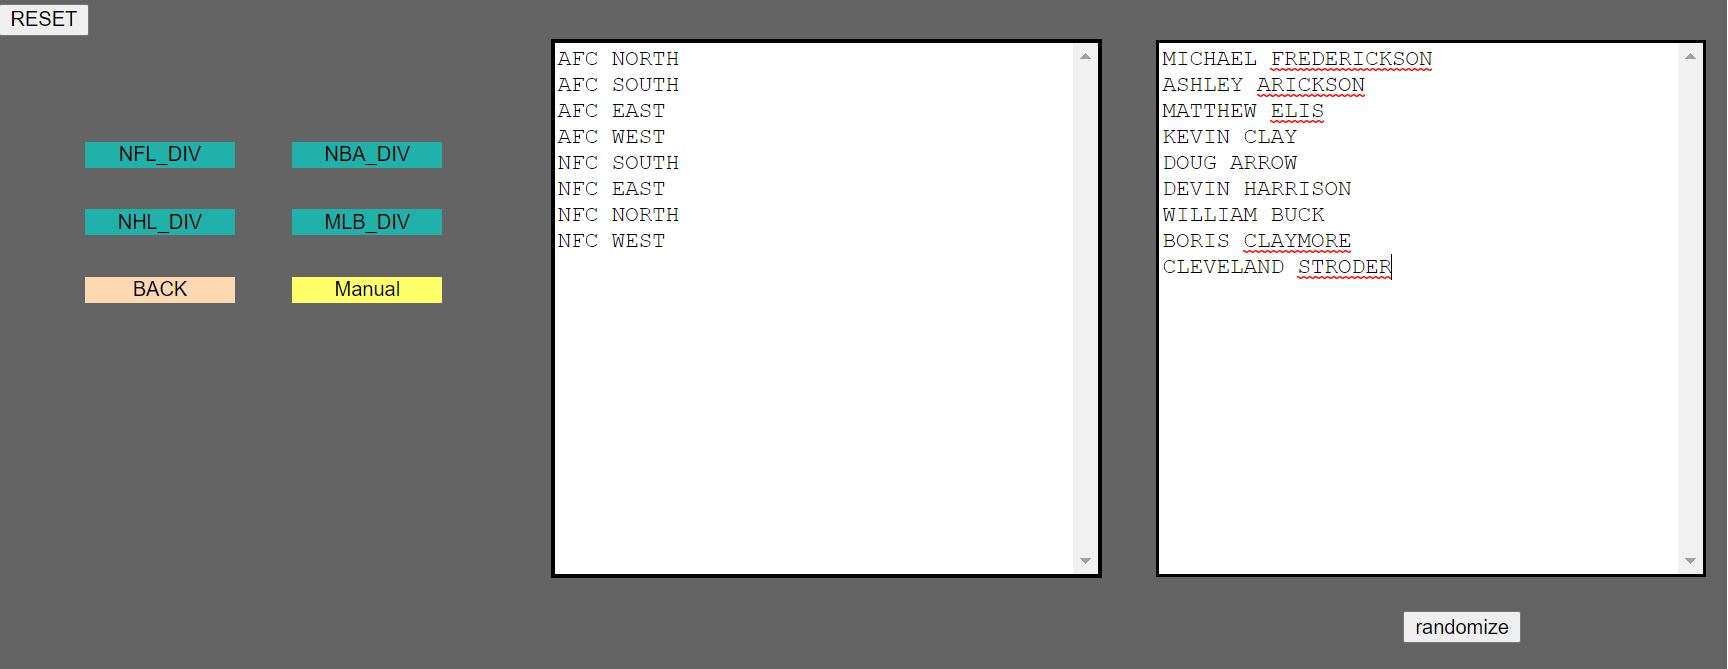 RESET
NFL_DIV
NBA_DIV
NHL_DIV
MLB_DIV
BACK
Manual
AFC NORTH
AFC SOUTH
AFC EAST
AFC WEST
NFC SOUTH
NFC EAST
NFC NORTH
NFC WEST
MICHAEL FREDERICKSON
ASHLEY ARICKSON
MATTHEW ELIS
KEVIN CLAY
DOUG ARROW
DEVIN HARRISON
WILLIAM BUCK
BORIS CLAYMORE
CLEVELAND STRODER
randomize